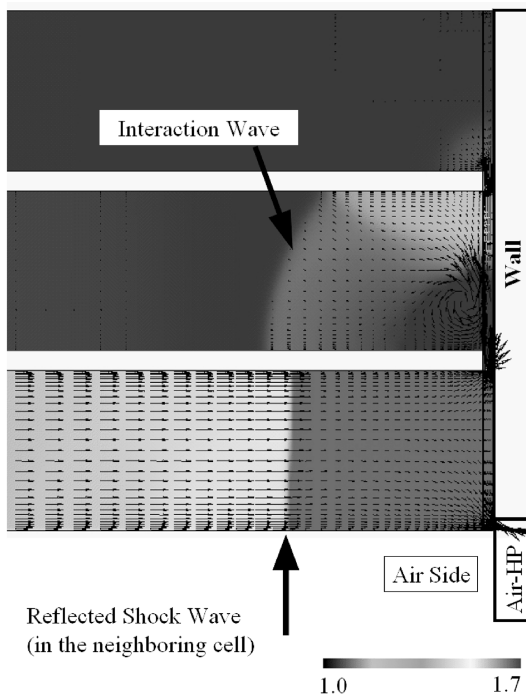 Interaction Wave
Wall
Air Side
Air-HP
Reflected Shock Wave
(in the neighboring cell)
1.0
1.7